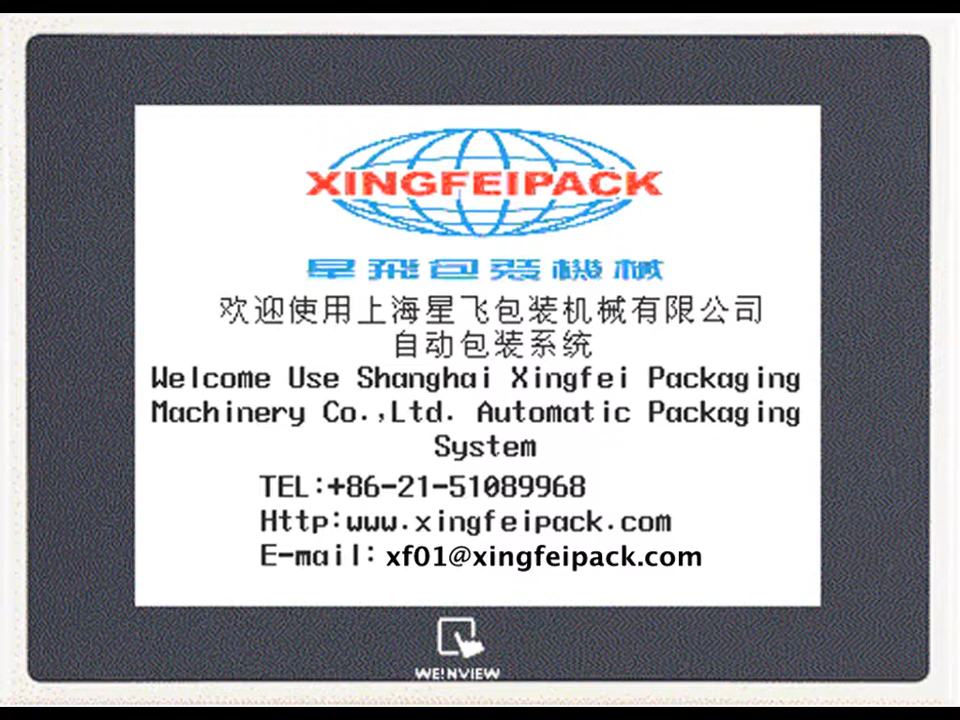 XINGFEIPACK
星飛包裝機械
欢迎使用上海星飞包装机械有限公司
自动包装系统
Welcome Use Shanghai Xingfei Packaging
Machinery Co.,Ltd. Automatic Packaging
System
TEL:+86-21-51089968
Http:www.xingfeipack.com
E-mail: xf01@xingfeipack.com
WE!NVIEW